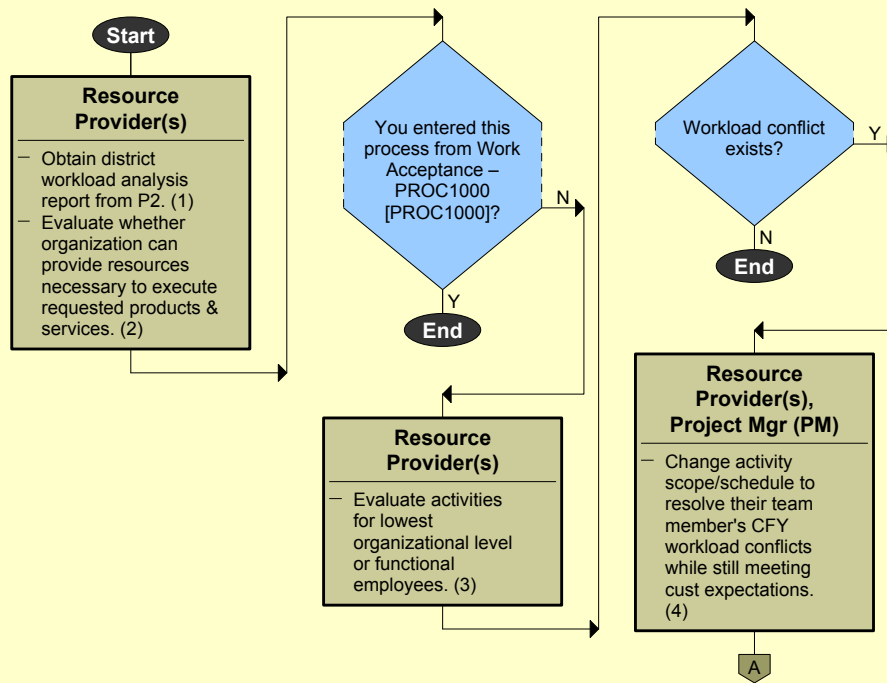 Start
Resource
Provider(s)
– Obtain district
workload analysis
report from P2. (1)
– Evaluate whether
organization can
provide resources
necessary to execute
requested products &
services. (2)
You entered this
process from Work
Acceptance –
PROC1000
[PROC1000]?
N
Y
End
Resource
Provider(s)
– Evaluate activities
for lowest
organizational level
or functional
employees. (3)
Workload conflict
exists?
Y
N
End
Resource
Provider(s),
Project Mgr (PM)
– Change activity
scope/schedule to
resolve their team
member's CFY
workload conflicts
while still meeting
cust expectations.
(4)
A